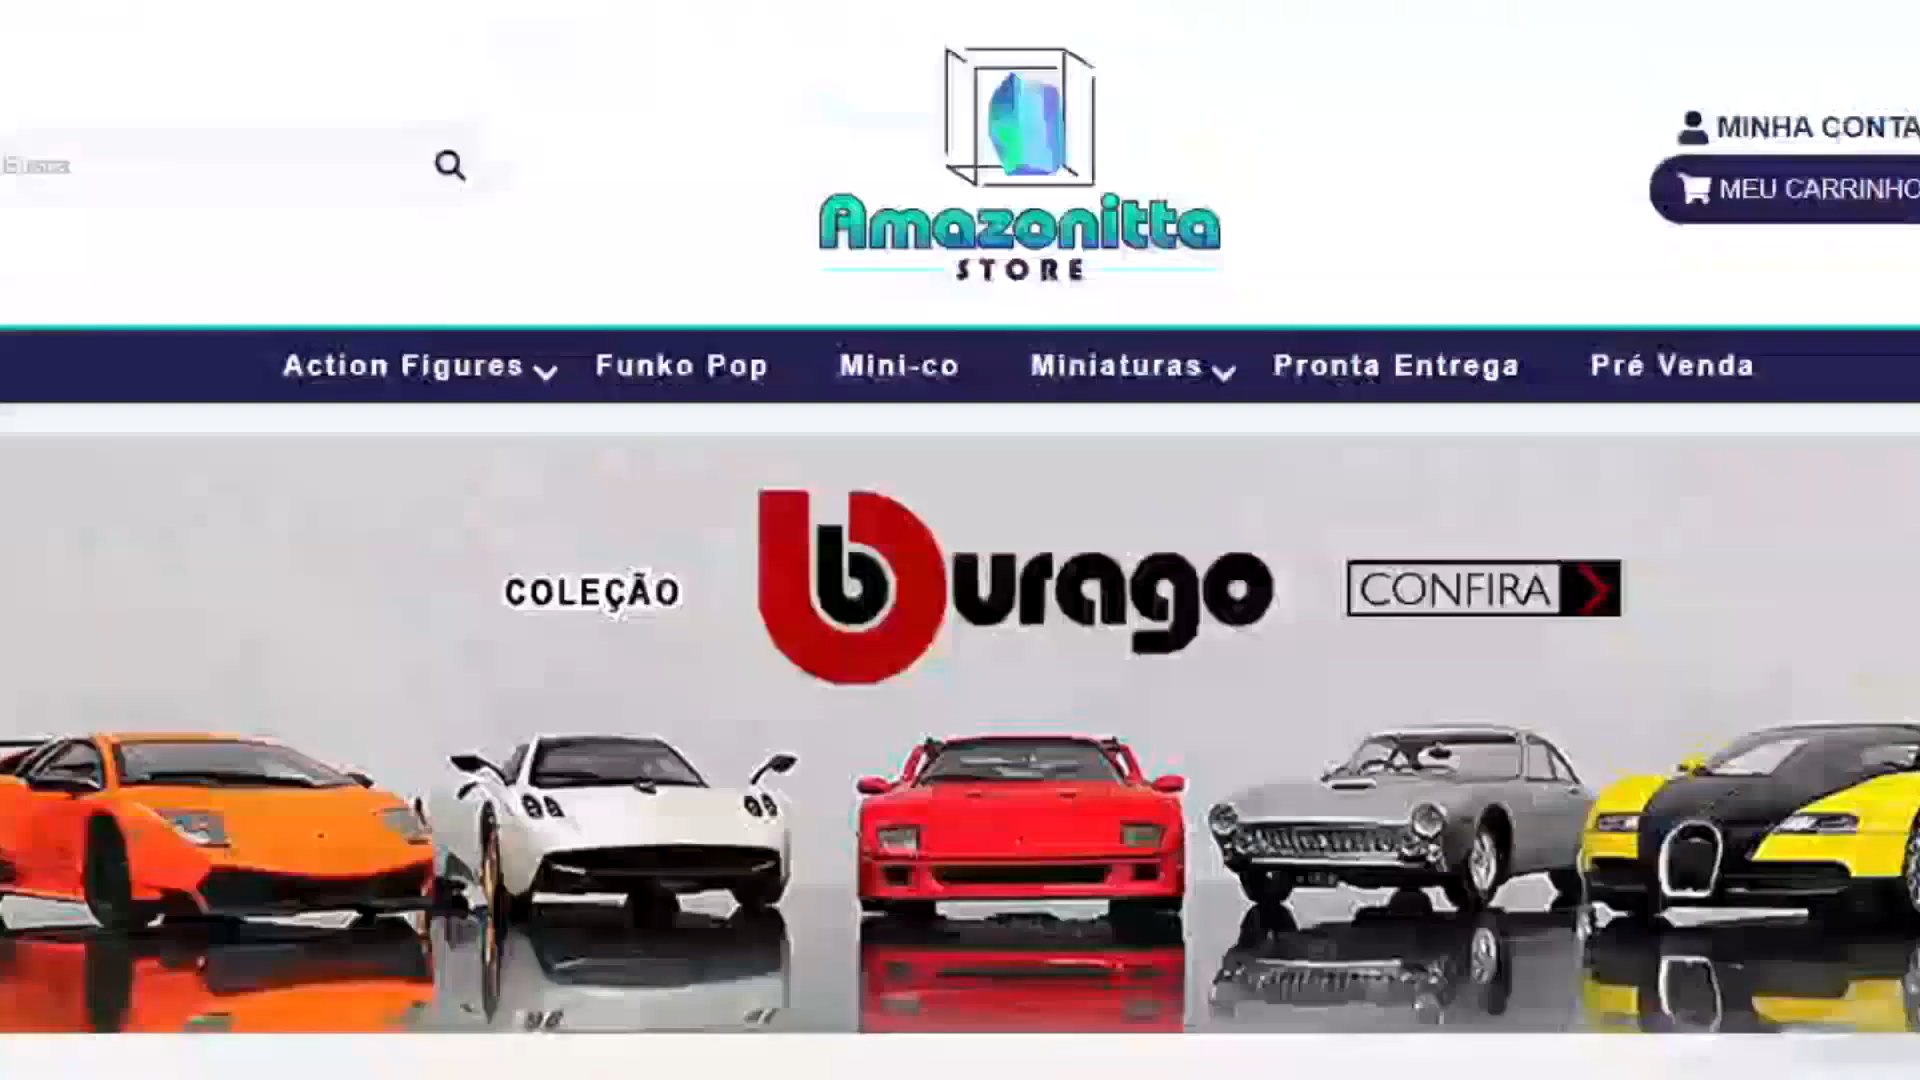 MINHA CONTA
Busca
MEU CARRINHO
Amazonitta
STORE
Action Figures Funko Pop Mini-co Miniaturas Pronta Entrega Pré Venda
COLEÇÃO burago CONFIRA